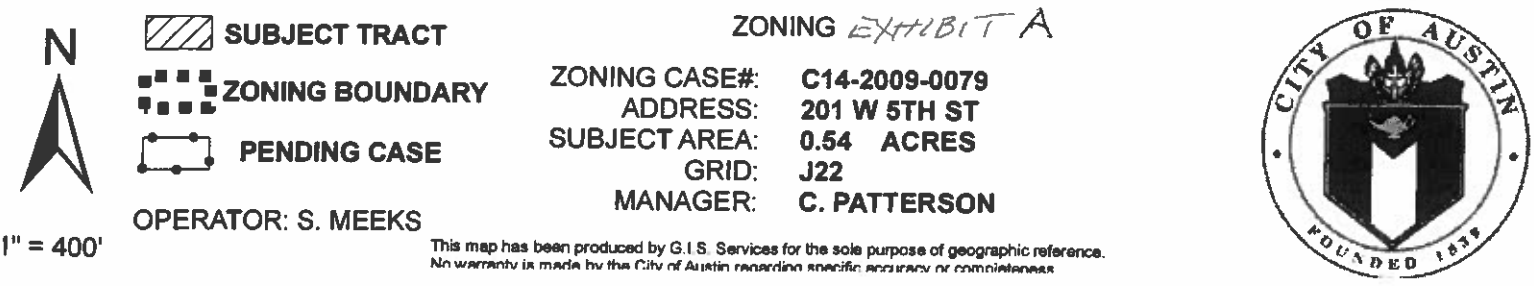 N
SUBJECT TRACT
ZONING BOUNDARY
PENDING CASE
OPERATOR: S. MEEKS
1" = 400'
ZONING EXHIBIT A
ZONING CASE#: C14-2009-0079
ADDRESS: 201 W 5TH ST
SUBJECT AREA: 0.54 ACRES
GRID: J22
MANAGER: C. PATTERSON
This map has been produced by G.I.S. Services for the sole purpose of geographic reference.
No warranty is made by the City of Austin regarding specific accuracy or completeness
CITY OF AUSTIN
FOUNDED 1839